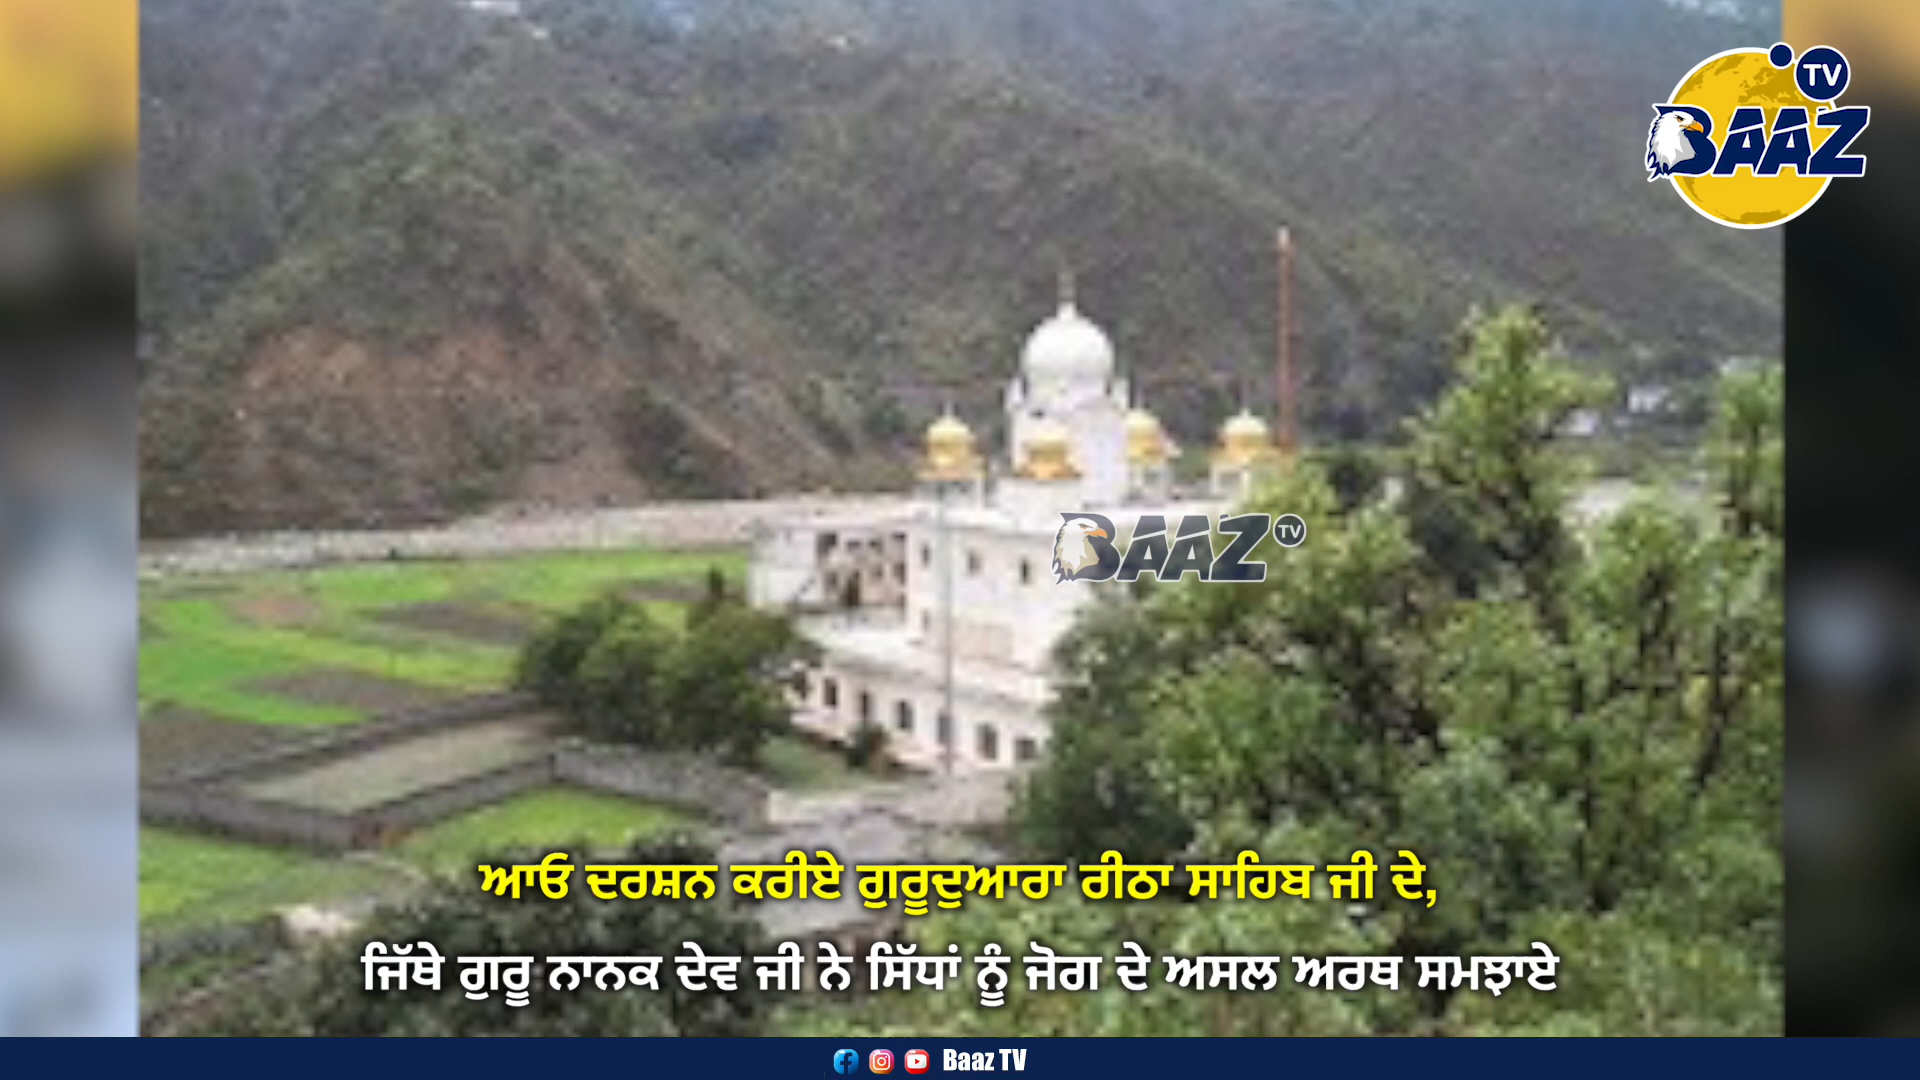 TV
BAAZ
BAAZ TV
ਆਓ ਦਰਸ਼ਨ ਕਰੀਏ ਗੁਰੂਦੁਆਰਾ ਰੀਠਾ ਸਾਹਿਬ ਜੀ ਦੇ,
ਜਿੱਥੇ ਗੁਰੂ ਨਾਨਕ ਦੇਵ ਜੀ ਨੇ ਸਿੱਧਾਂ ਨੂੰ ਜੋਗ ਦੇ ਅਸਲ ਅਰਥ ਸਮਝਾਏ
Baaz TV